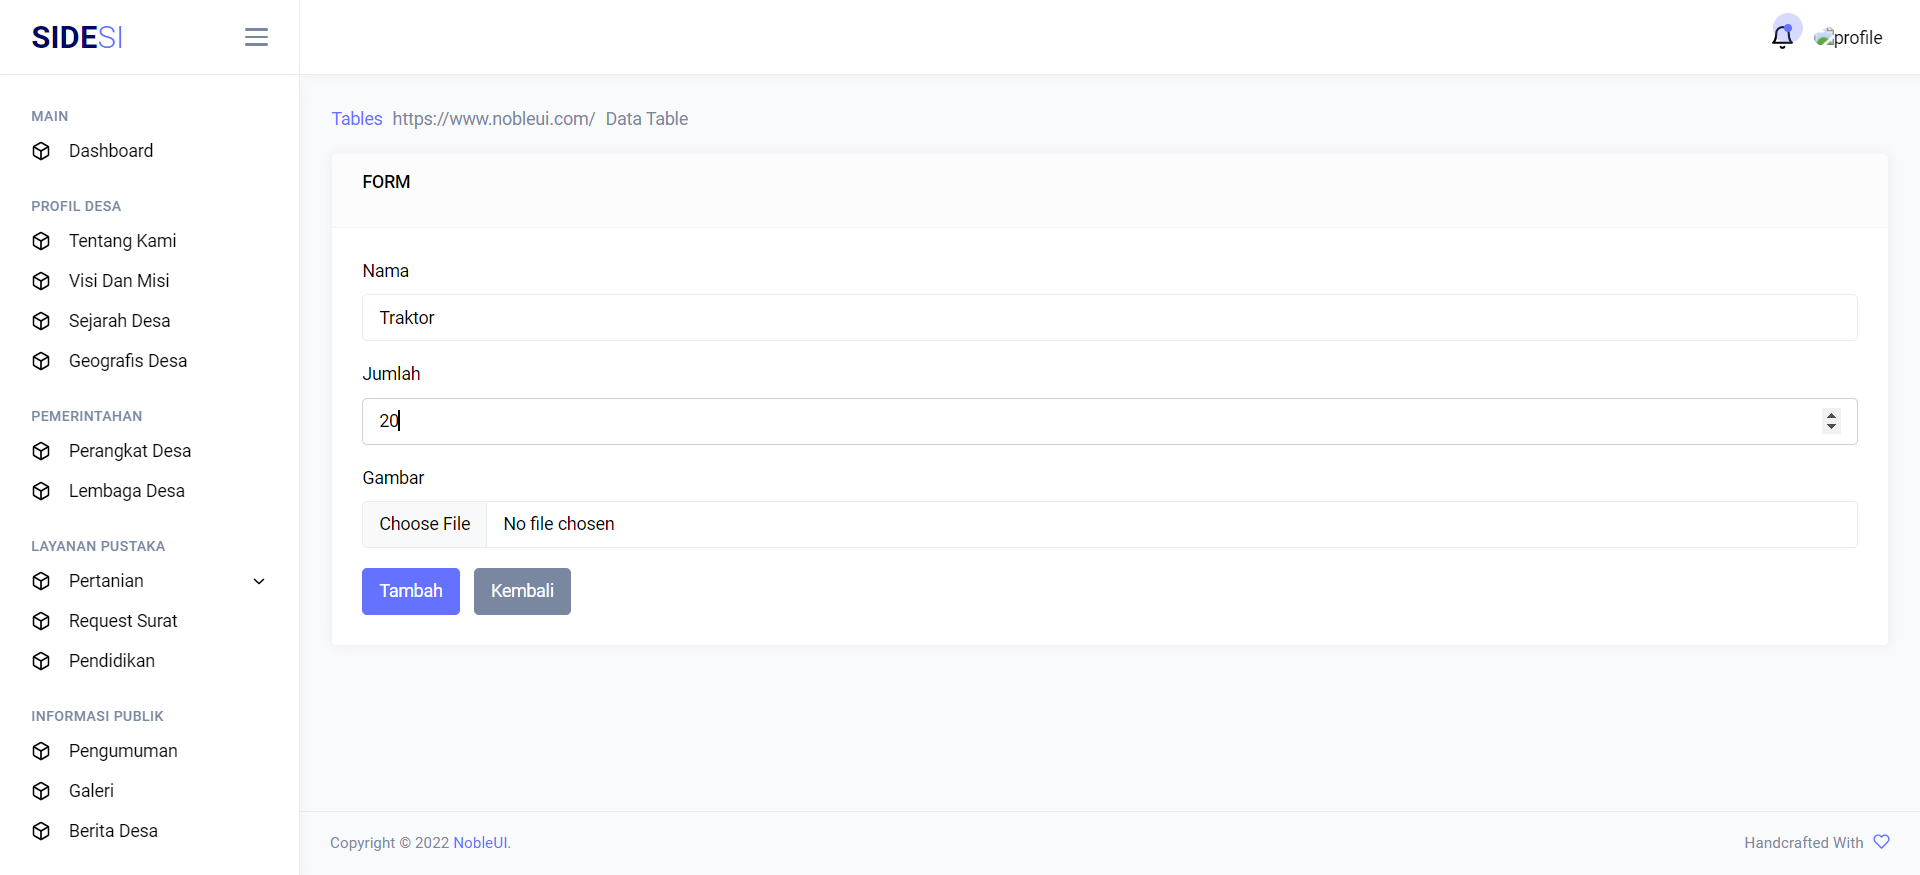 SIDESI
profile
MAIN
Dashboard
PROFIL DESA
Tentang Kami
Visi Dan Misi
Sejarah Desa
Geografis Desa
PEMERINTAHAN
Perangkat Desa
Lembaga Desa
LAYANAN PUSTAKA
Pertanian
Request Surat
Pendidikan
INFORMASI PUBLIK
Pengumuman
Galeri
Berita Desa
Tables https://www.nobleui.com/ Data Table
FORM
Nama
Traktor
Jumlah
20
Gambar
Choose File No file chosen
Tambah Kembali
Copyright © 2022 NobleUI.
Handcrafted With